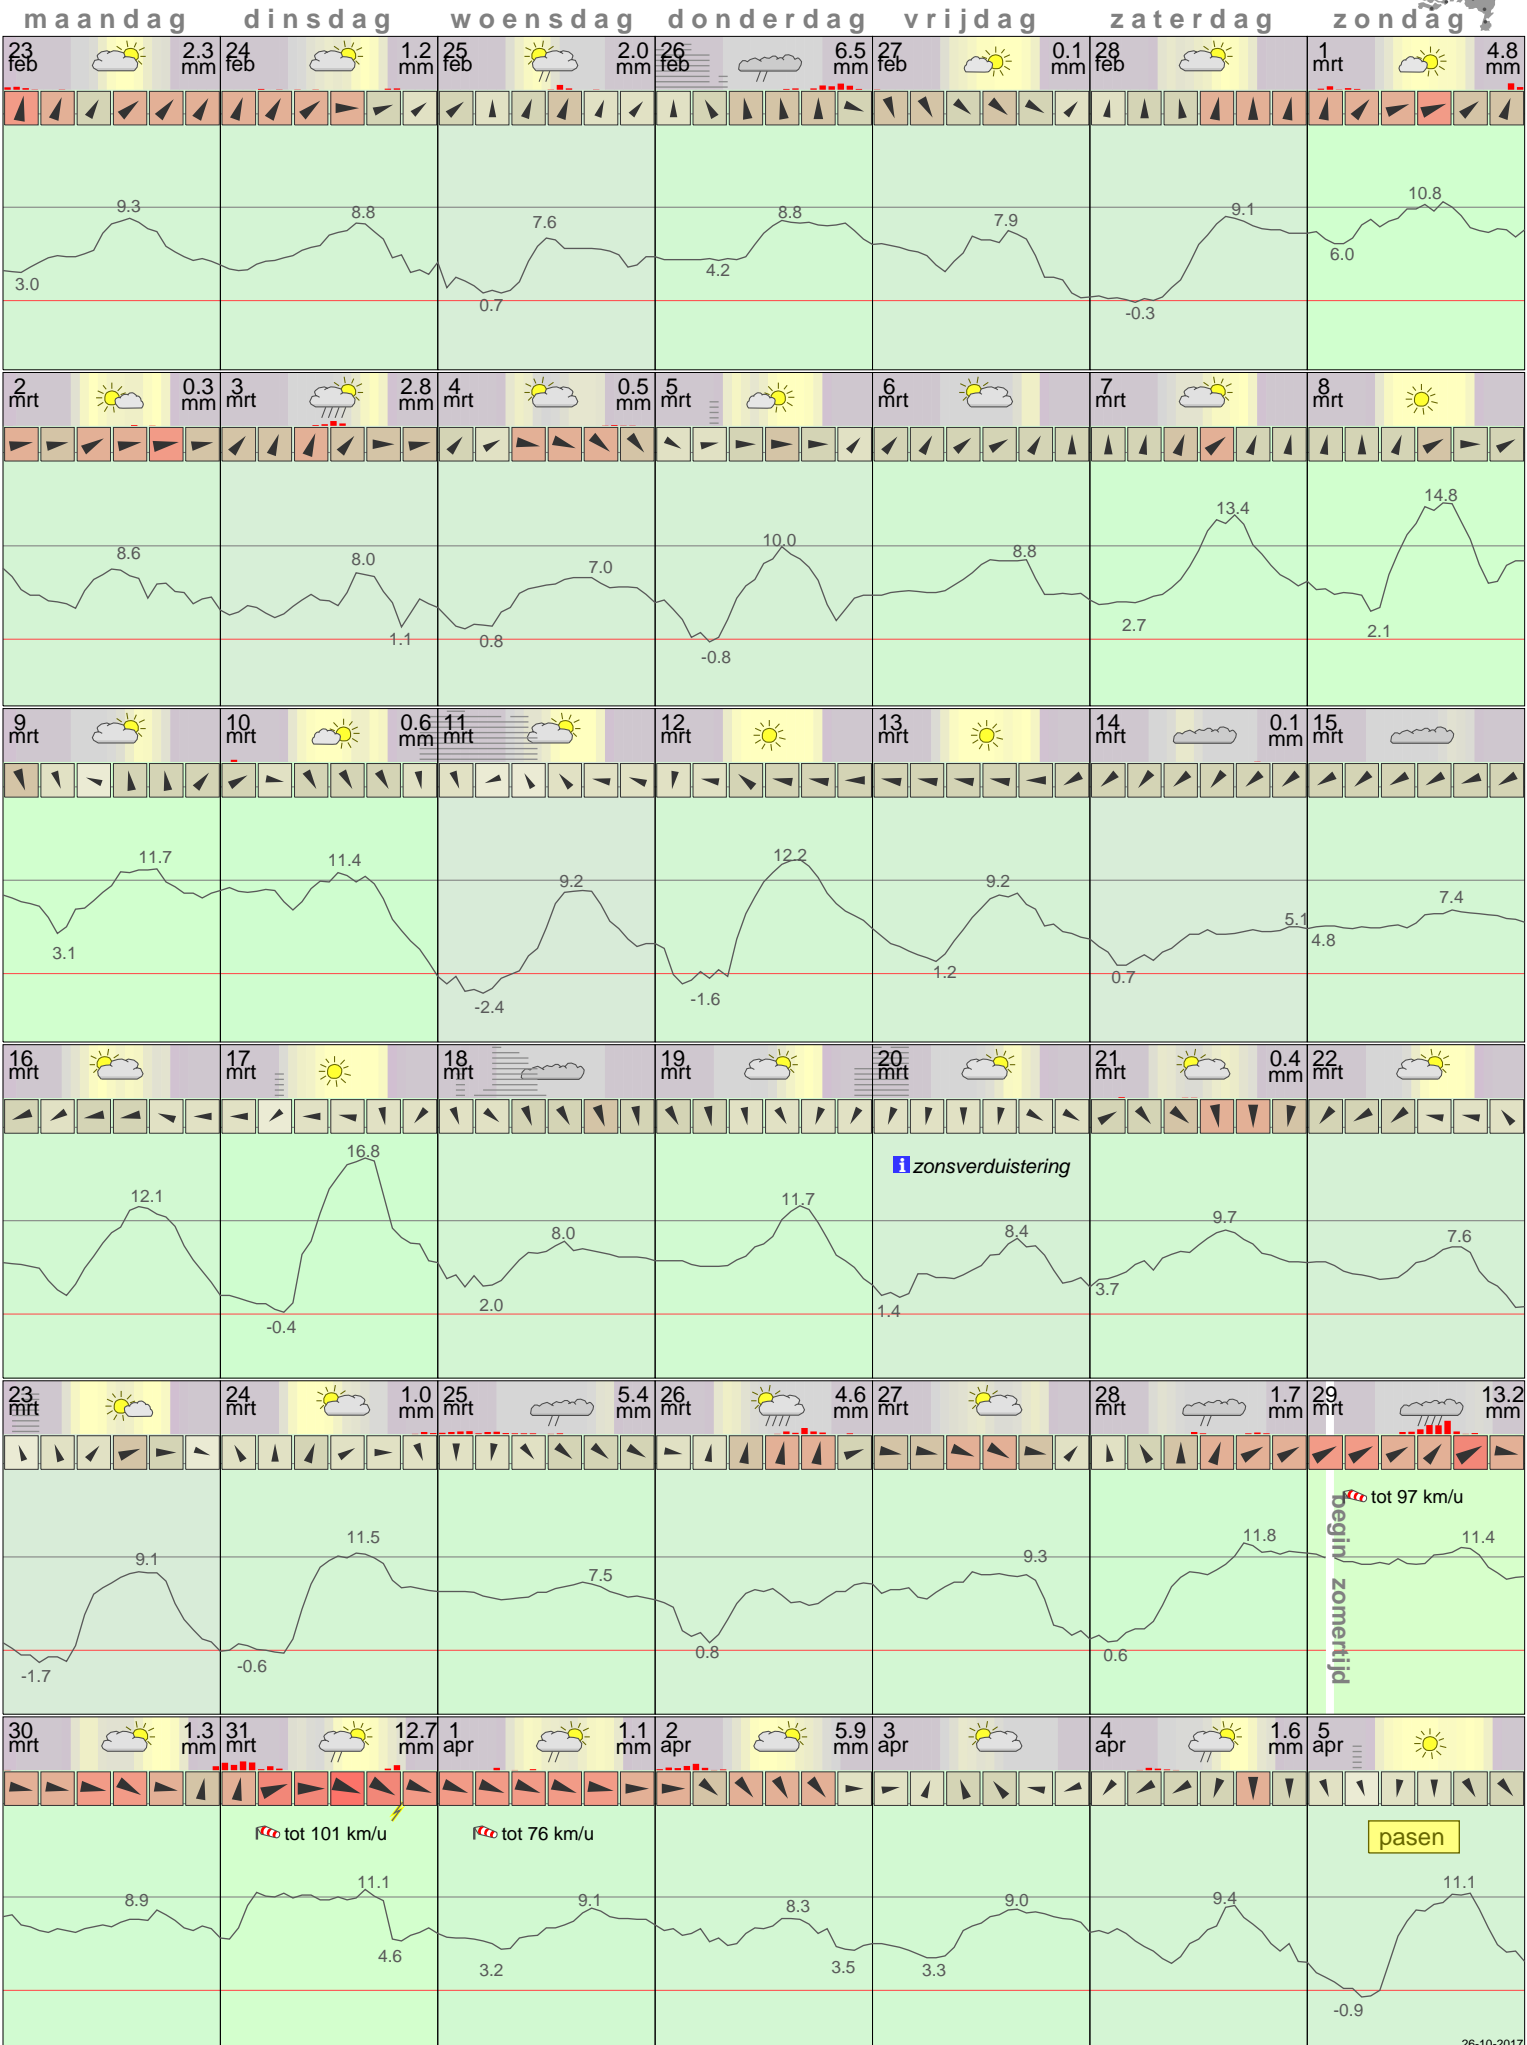 maandag dinsdag woensdag donderdag vrijdag zaterdag zondag
23 feb 2.3 mm 24 feb 1.2 mm 25 feb 2.0 mm 26 feb 6.5 mm 27 feb 0.1 mm 28 feb 1 mrt 4.8 mm
9.3 8.8 7.6 8.8 7.9 9.1 10.8
3.0 0.7 4.2 -0.3 6.0
2 mrt 0.3 mm 3 mrt 2.8 mm 4 mrt 0.5 mm 5 mrt 6 mrt 7 mrt 8 mrt
8.6 8.0 7.0 10.0 8.8 13.4 14.8
1.1 0.8 -0.8 2.7 2.1
9 mrt 10 mrt 0.6 mm 11 mrt 12 mrt 13 mrt 14 mrt 0.1 mm 15 mrt
11.7 11.4 9.2 12.2 9.2 5.1 7.4
3.1 -2.4 -1.6 1.2 0.7 4.8
16 mrt 17 mrt 18 mrt 19 mrt 20 mrt 21 mrt 0.4 mm 22 mrt
i zonsverduistering
12.1 16.8 8.0 11.7 8.4 9.7 7.6
-0.4 2.0 1.4 3.7
23 mrt 24 mrt 1.0 mm 25 mrt 5.4 mm 26 mrt 4.6 mm 27 mrt 28 mrt 1.7 mm 29 mrt 13.2 mm
tot 97 km/u
begin zomertijd
9.1 11.5 7.5 9.3 11.8 11.4
-1.7 -0.6 0.8 0.6
30 mrt 1.3 mm 31 mrt 12.7 mm 1 apr 1.1 mm 2 apr 5.9 mm 3 apr 4 apr 1.6 mm 5 apr
tot 101 km/u tot 76 km/u pasen
8.9 11.1 9.1 8.3 9.0 9.4 11.1
4.6 3.2 3.5 3.3 -0.9
26-10-2017